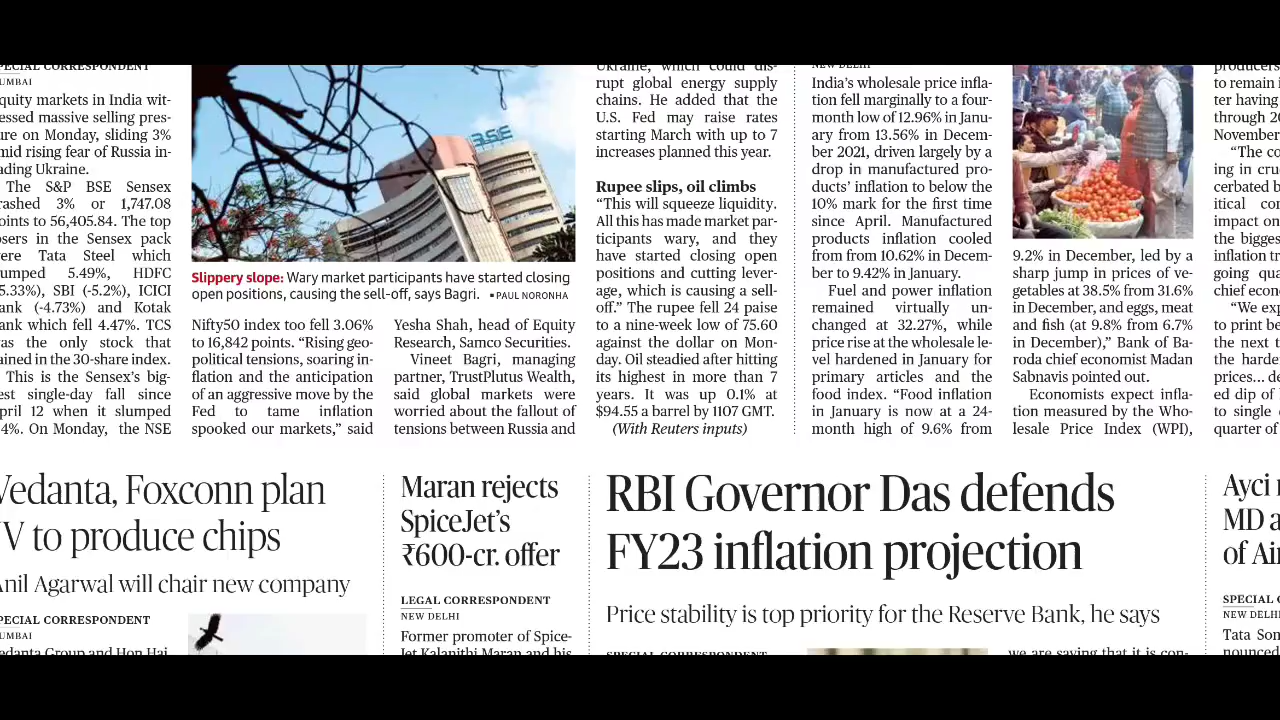 PECIAL CORRESPONDENT
UMBAI
quity markets in India wit-
essed massive selling pres-
ure on Monday, sliding 3%
mid rising fear of Russia in-
ading Ukraine.
The S&P BSE Sensex
rashed 3% or 1,747.08
oints to 56,405.84. The top
osers in the Sensex pack
ere Tata Steel which
umped 5.49%, HDFC
5.33%), SBI (-5.2%), ICICI
ank (-4.73%) and Kotak
ank which fell 4.47%. TCS
as the only stock that
ained in the 30-share index.
This is the Sensex's big-
est single-day fall since
pril 12 when it slumped
4%. On Monday, the NSE
BSE
Slippery slope: Wary market participants have started closing
open positions, causing the sell-off, says Bagri. ▪ PAUL NORONHA
Nifty50 index too fell 3.06%
to 16,842 points. “Rising geo-
political tensions, soaring in-
flation and the anticipation
of an aggressive move by the
Fed to tame inflation
spooked our markets,” said
Yesha Shah, head of Equity
Research, Samco Securities.
Vineet Bagri, managing
partner, TrustPlutus Wealth,
said global markets were
worried about the fallout of
tensions between Russia and
Ukraine, which could dis-
rupt global energy supply
chains. He added that the
U.S. Fed may raise rates
starting March with up to 7
increases planned this year.
Rupee slips, oil climbs
“This will squeeze liquidity.
All this has made market par-
ticipants wary, and they
have started closing open
positions and cutting lever-
age, which is causing a sell-
off.” The rupee fell 24 paise
to a nine-week low of 75.60
against the dollar on Mon-
day. Oil steadied after hitting
its highest in more than 7
years. It was up 0.1% at
$94.55 a barrel by 1107 GMT.
(With Reuters inputs)
NEW DELHI
India's wholesale price infla-
tion fell marginally to a four-
month low of 12.96% in Janu-
ary from 13.56% in Decem-
ber 2021, driven largely by a
drop in manufactured pro-
ducts' inflation to below the
10% mark for the first time
since April. Manufactured
products inflation cooled
from from 10.62% in Decem-
ber to 9.42% in January.
Fuel and power inflation
remained virtually un-
changed at 32.27%, while
price rise at the wholesale le-
vel hardened in January for
primary articles and the
food index. “Food inflation
in January is now at a 24-
month high of 9.6% from
9.2% in December, led by a
sharp jump in prices of ve-
getables at 38.5% from 31.6%
in December, and eggs, meat
and fish (at 9.8% from 6.7%
in December),” Bank of Ba-
roda chief economist Madan
Sabnavis pointed out.
Economists expect infla-
tion measured by the Who-
lesale Price Index (WPI),
producers
to remain
ter having
through 20
November
“The co
ing in cru
cerbated b
itical con
impact on
the biggest
inflation tr
going qua
chief econ
“We exp
to print be
the next t
the harde
prices... de
ed dip of
to single
quarter of
Vedanta, Foxconn plan
JV to produce chips
Anil Agarwal will chair new company
PECIAL CORRESPONDENT
UMBAI
edanta Group and Hon Hai
Maran rejects
SpiceJet's
₹600-cr. offer
LEGAL CORRESPONDENT
NEW DELHI
Former promoter of Spice-
Jet Kalanithi Maran and his
RBI Governor Das defends
FY23 inflation projection
Price stability is top priority for the Reserve Bank, he says
SPECIAL CORRESPONDENT
we are saying that it is con-
Ayci
MD a
of Ai
SPECIAL C
NEW DELHI
Tata Son
nounced